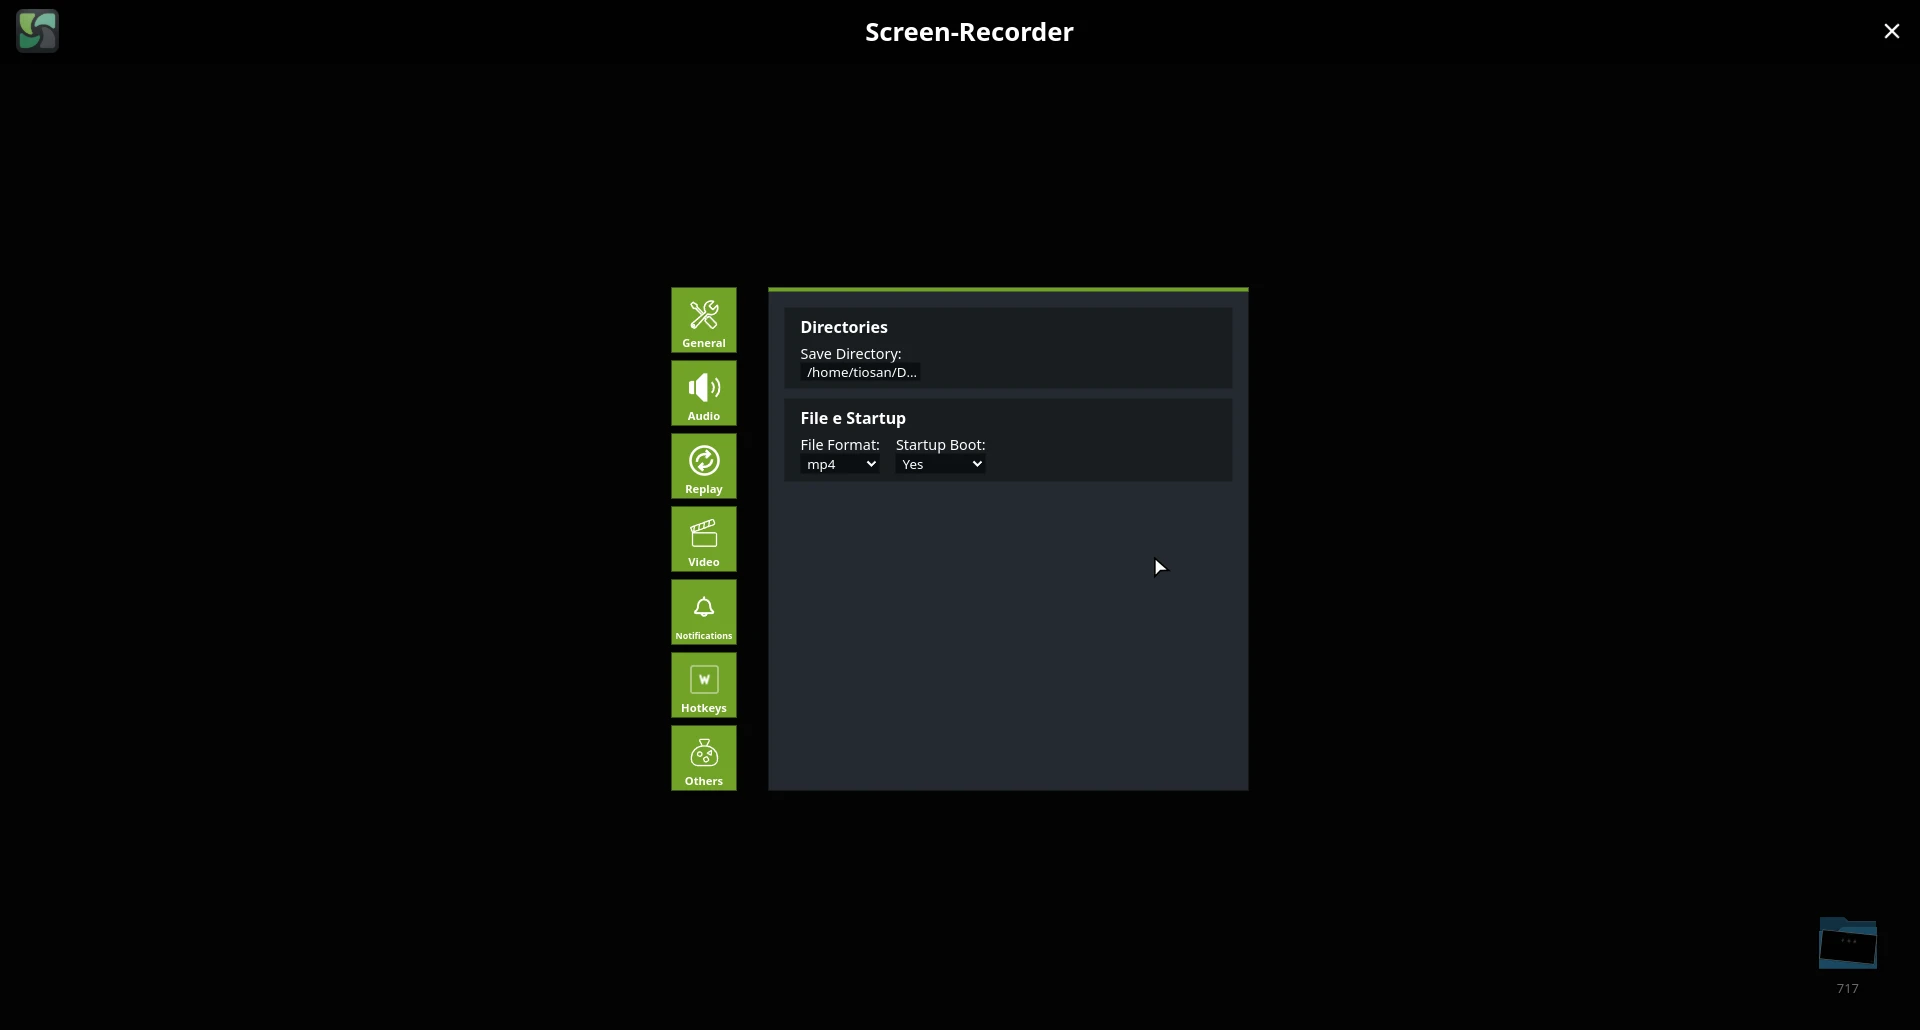 Screen-Recorder
General
Audio
Replay
Video
Notifications
W
Hotkeys
Others
Directories
Save Directory:
/home/tiosan/D...
File e Startup
File Format: Startup Boot:
mp4 Yes
717